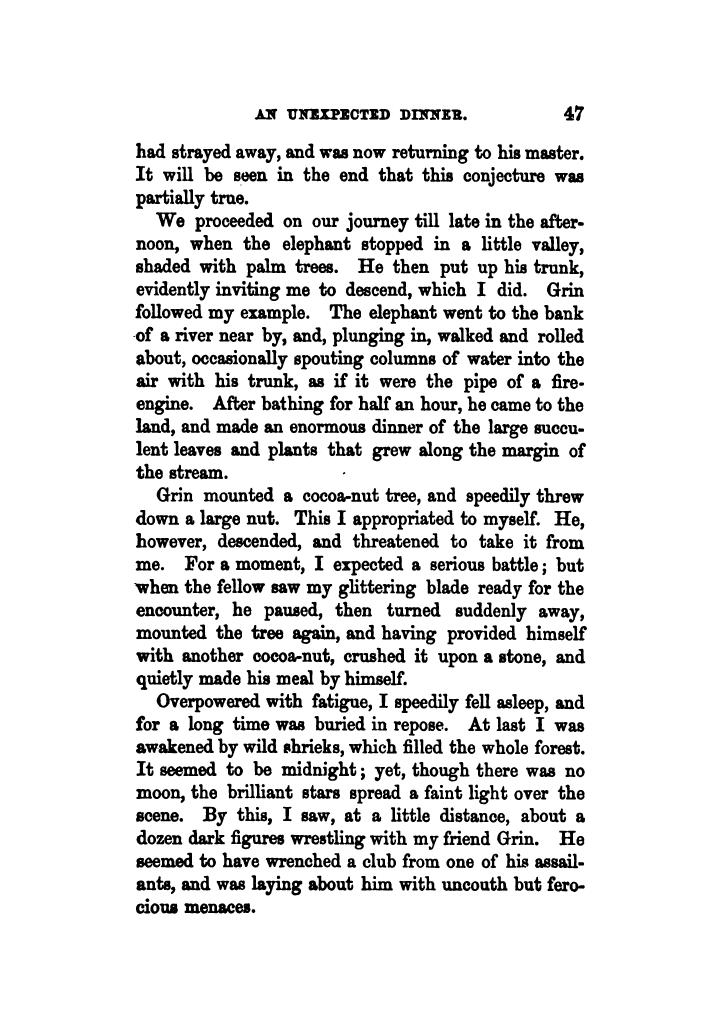 AN UNEXPECTED DINNER. 47
had strayed away, and was now returning to his master.
It will be seen in the end that this conjecture was
partially true.
We proceeded on our journey till late in the after-
noon, when the elephant stopped in a little valley,
shaded with palm trees. He then put up his trunk,
evidently inviting me to descend, which I did. Grin
followed my example. The elephant went to the bank
of a river near by, and, plunging in, walked and rolled
about, occasionally spouting columns of water into the
air with his trunk, as if it were the pipe of a fire-
engine. After bathing for half an hour, he came to the
land, and made an enormous dinner of the large succu-
lent leaves and plants that grew along the margin of
the stream.
Grin mounted a cocoa-nut tree, and speedily threw
down a large nut. This I appropriated to myself. He,
however, descended, and threatened to take it from
me. For a moment, I expected a serious battle; but
when the fellow saw my glittering blade ready for the
encounter, he paused, then turned suddenly away,
mounted the tree again, and having provided himself
with another cocoa-nut, crushed it upon a stone, and
quietly made his meal by himself.
Overpowered with fatigue, I speedily fell asleep, and
for a long time was buried in repose. At last I was
awakened by wild shrieks, which filled the whole forest.
It seemed to be midnight; yet, though there was no
moon, the brilliant stars spread a faint light over the
scene. By this, I saw, at a little distance, about a
dozen dark figures wrestling with my friend Grin. He
seemed to have wrenched a club from one of his assail-
ants, and was laying about him with uncouth but fero-
cious menaces.